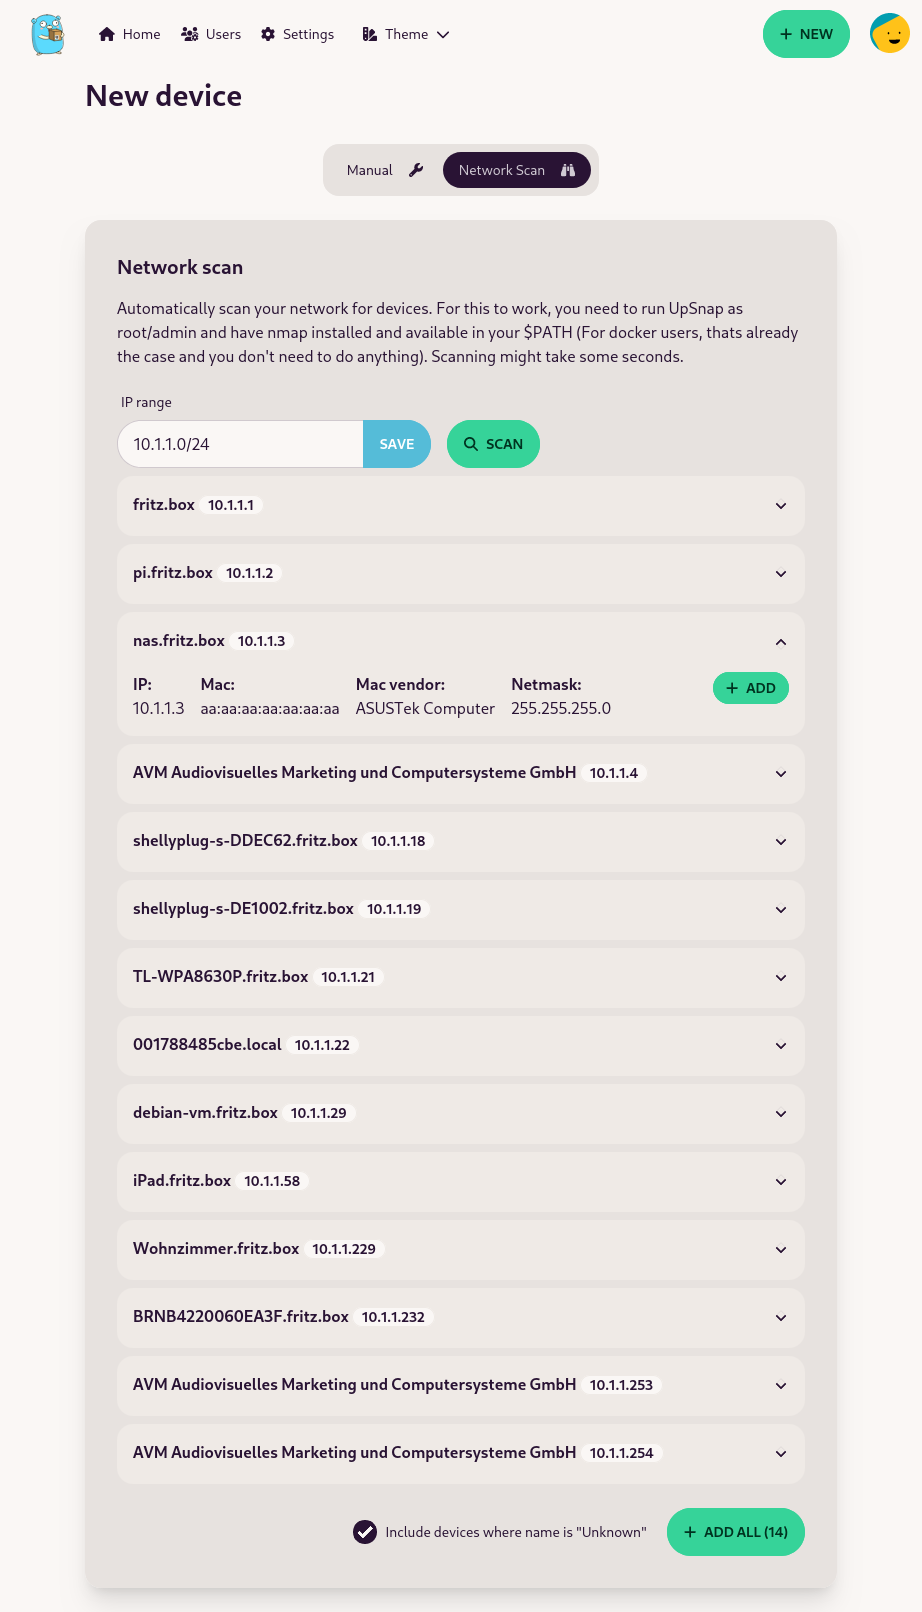 Home Users Settings Theme NEW
New device
Manual Network Scan
Network scan
Automatically scan your network for devices. For this to work, you need to run UpSnap as
root/admin and have nmap installed and available in your $PATH (For docker users, thats already
the case and you don't need to do anything). Scanning might take some seconds.
IP range
10.1.1.0/24 SAVE SCAN
fritz.box 10.1.1.1
pi.fritz.box 10.1.1.2
nas.fritz.box 10.1.1.3
IP: Mac: Mac vendor: Netmask:
10.1.1.3 aa:aa:aa:aa:aa:aa:aa ASUSTek Computer 255.255.255.0
ADD
AVM Audiovisuelles Marketing und Computersysteme GmbH 10.1.1.4
shellyplug-s-DDEC62.fritz.box 10.1.1.18
shellyplug-s-DE1002.fritz.box 10.1.1.19
TL-WPA8630P.fritz.box 10.1.1.21
001788485cbe.local 10.1.1.22
debian-vm.fritz.box 10.1.1.29
iPad.fritz.box 10.1.1.58
Wohnzimmer.fritz.box 10.1.1.229
BRNB4220060EA3F.fritz.box 10.1.1.232
AVM Audiovisuelles Marketing und Computersysteme GmbH 10.1.1.253
AVM Audiovisuelles Marketing und Computersysteme GmbH 10.1.1.254
Include devices where name is "Unknown" ADD ALL (14)